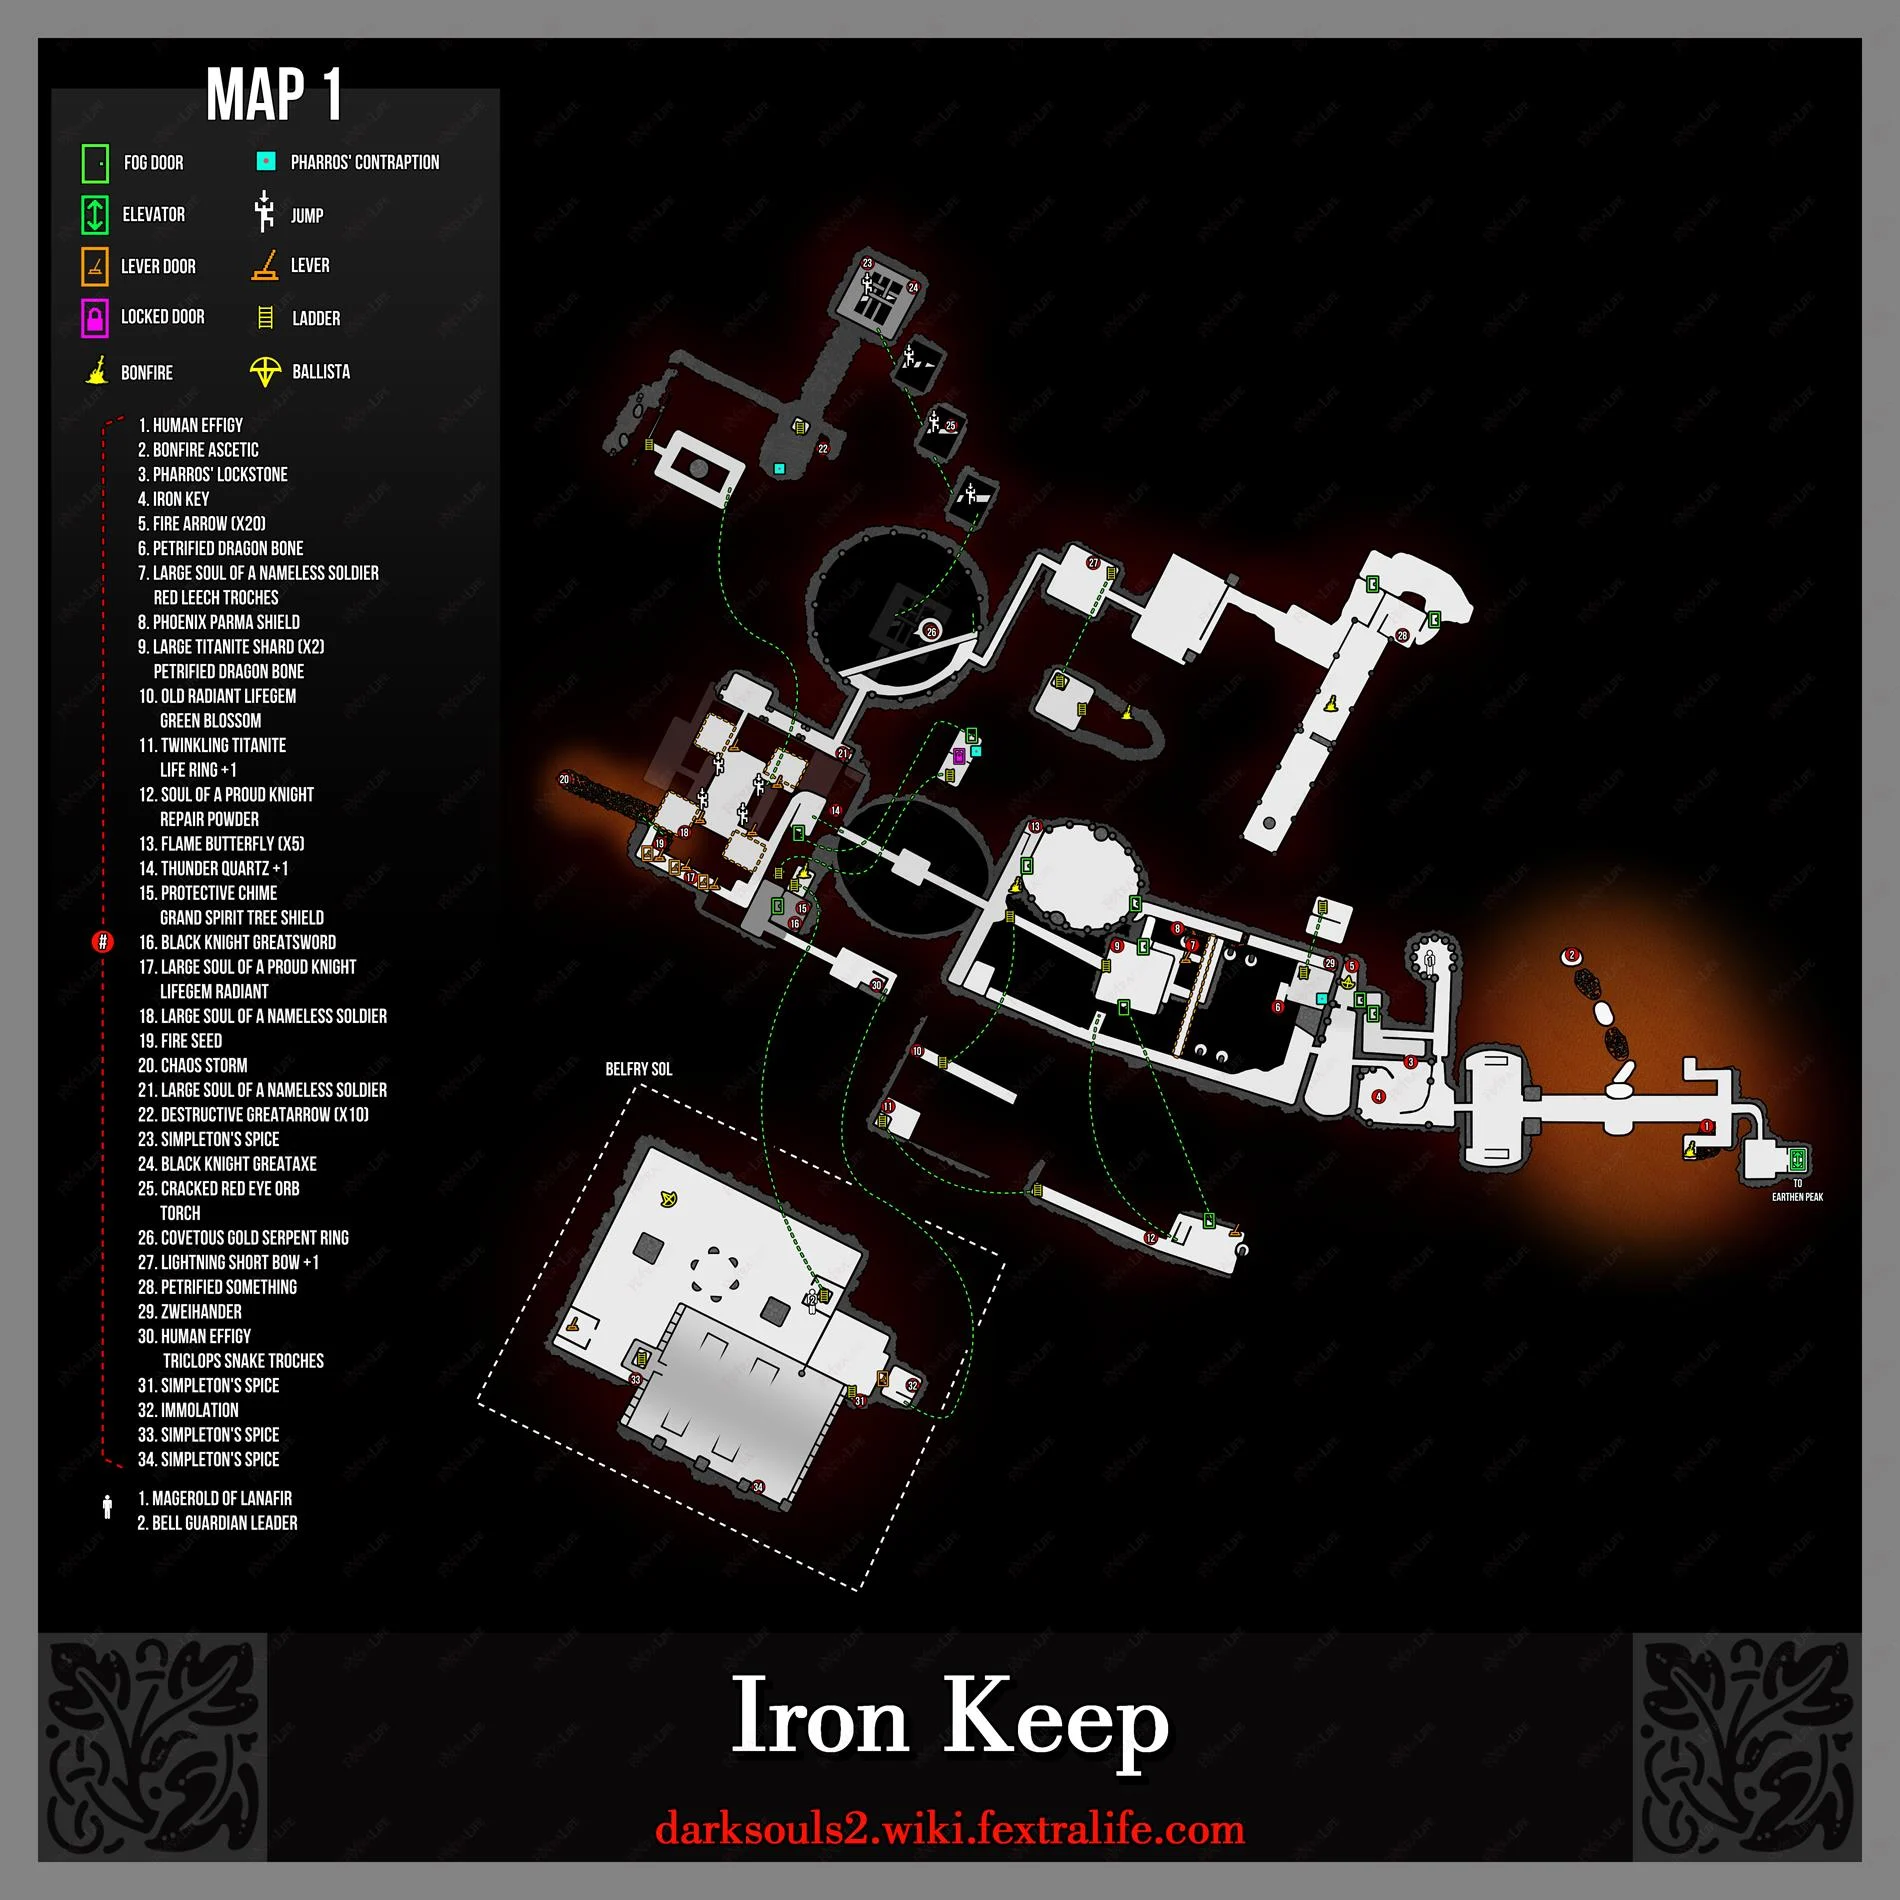 MAP 1
FOG DOOR
PHARROS' CONTRAPTION
ELEVATOR
JUMP
LEVER DOOR
LEVER
LOCKED DOOR
LADDER
BONFIRE
BALLISTA
1. HUMAN EFFIGY
2. BONFIRE ASCETIC
3. PHARROS' LOCKSTONE
4. IRON KEY
5. FIRE ARROW (X20)
6. PETRIFIED DRAGON BONE
7. LARGE SOUL OF A NAMELESS SOLDIER
RED LEECH TROCHES
8. PHOENIX PARMA SHIELD
9. LARGE TITANITE SHARD (X2)
PETRIFIED DRAGON BONE
10. OLD RADIANT LIFEGEM
GREEN BLOSSOM
11. TWINKLING TITANITE
LIFE RING +1
12. SOUL OF A PROUD KNIGHT
REPAIR POWDER
13. FLAME BUTTERFLY (X5)
14. THUNDER QUARTZ +1
15. PROTECTIVE CHIME
GRAND SPIRIT TREE SHIELD
# 16. BLACK KNIGHT GREATSWORD
17. LARGE SOUL OF A PROUD KNIGHT
LIFEGEM RADIANT
18. LARGE SOUL OF A NAMELESS SOLDIER
19. FIRE SEED
20. CHAOS STORM
21. LARGE SOUL OF A NAMELESS SOLDIER
22. DESTRUCTIVE GREATARROW (X10)
23. SIMPLETON'S SPICE
24. BLACK KNIGHT GREATAXE
25. CRACKED RED EYE ORB
TORCH
26. COVETOUS GOLD SERPENT RING
27. LIGHTNING SHORT BOW +1
28. PETRIFIED SOMETHING
29. ZWEIHANDER
30. HUMAN EFFIGY
TRICLOPS SNAKE TROCHES
31. SIMPLETON'S SPICE
32. IMMOLATION
33. SIMPLETON'S SPICE
34. SIMPLETON'S SPICE
1. MAGEROLD OF LANAFIR
2. BELL GUARDIAN LEADER
23
24
25
22
26
27
28
21
20
14
18
19
17
15
16
30
13
8
7
9
29
5
6
3
4
2
1
10
11
12
TO
EARTHEN PEAK
BELFRY SOL
2
33
31
32
34
Iron Keep
darksouls2.wiki.fextralife.com